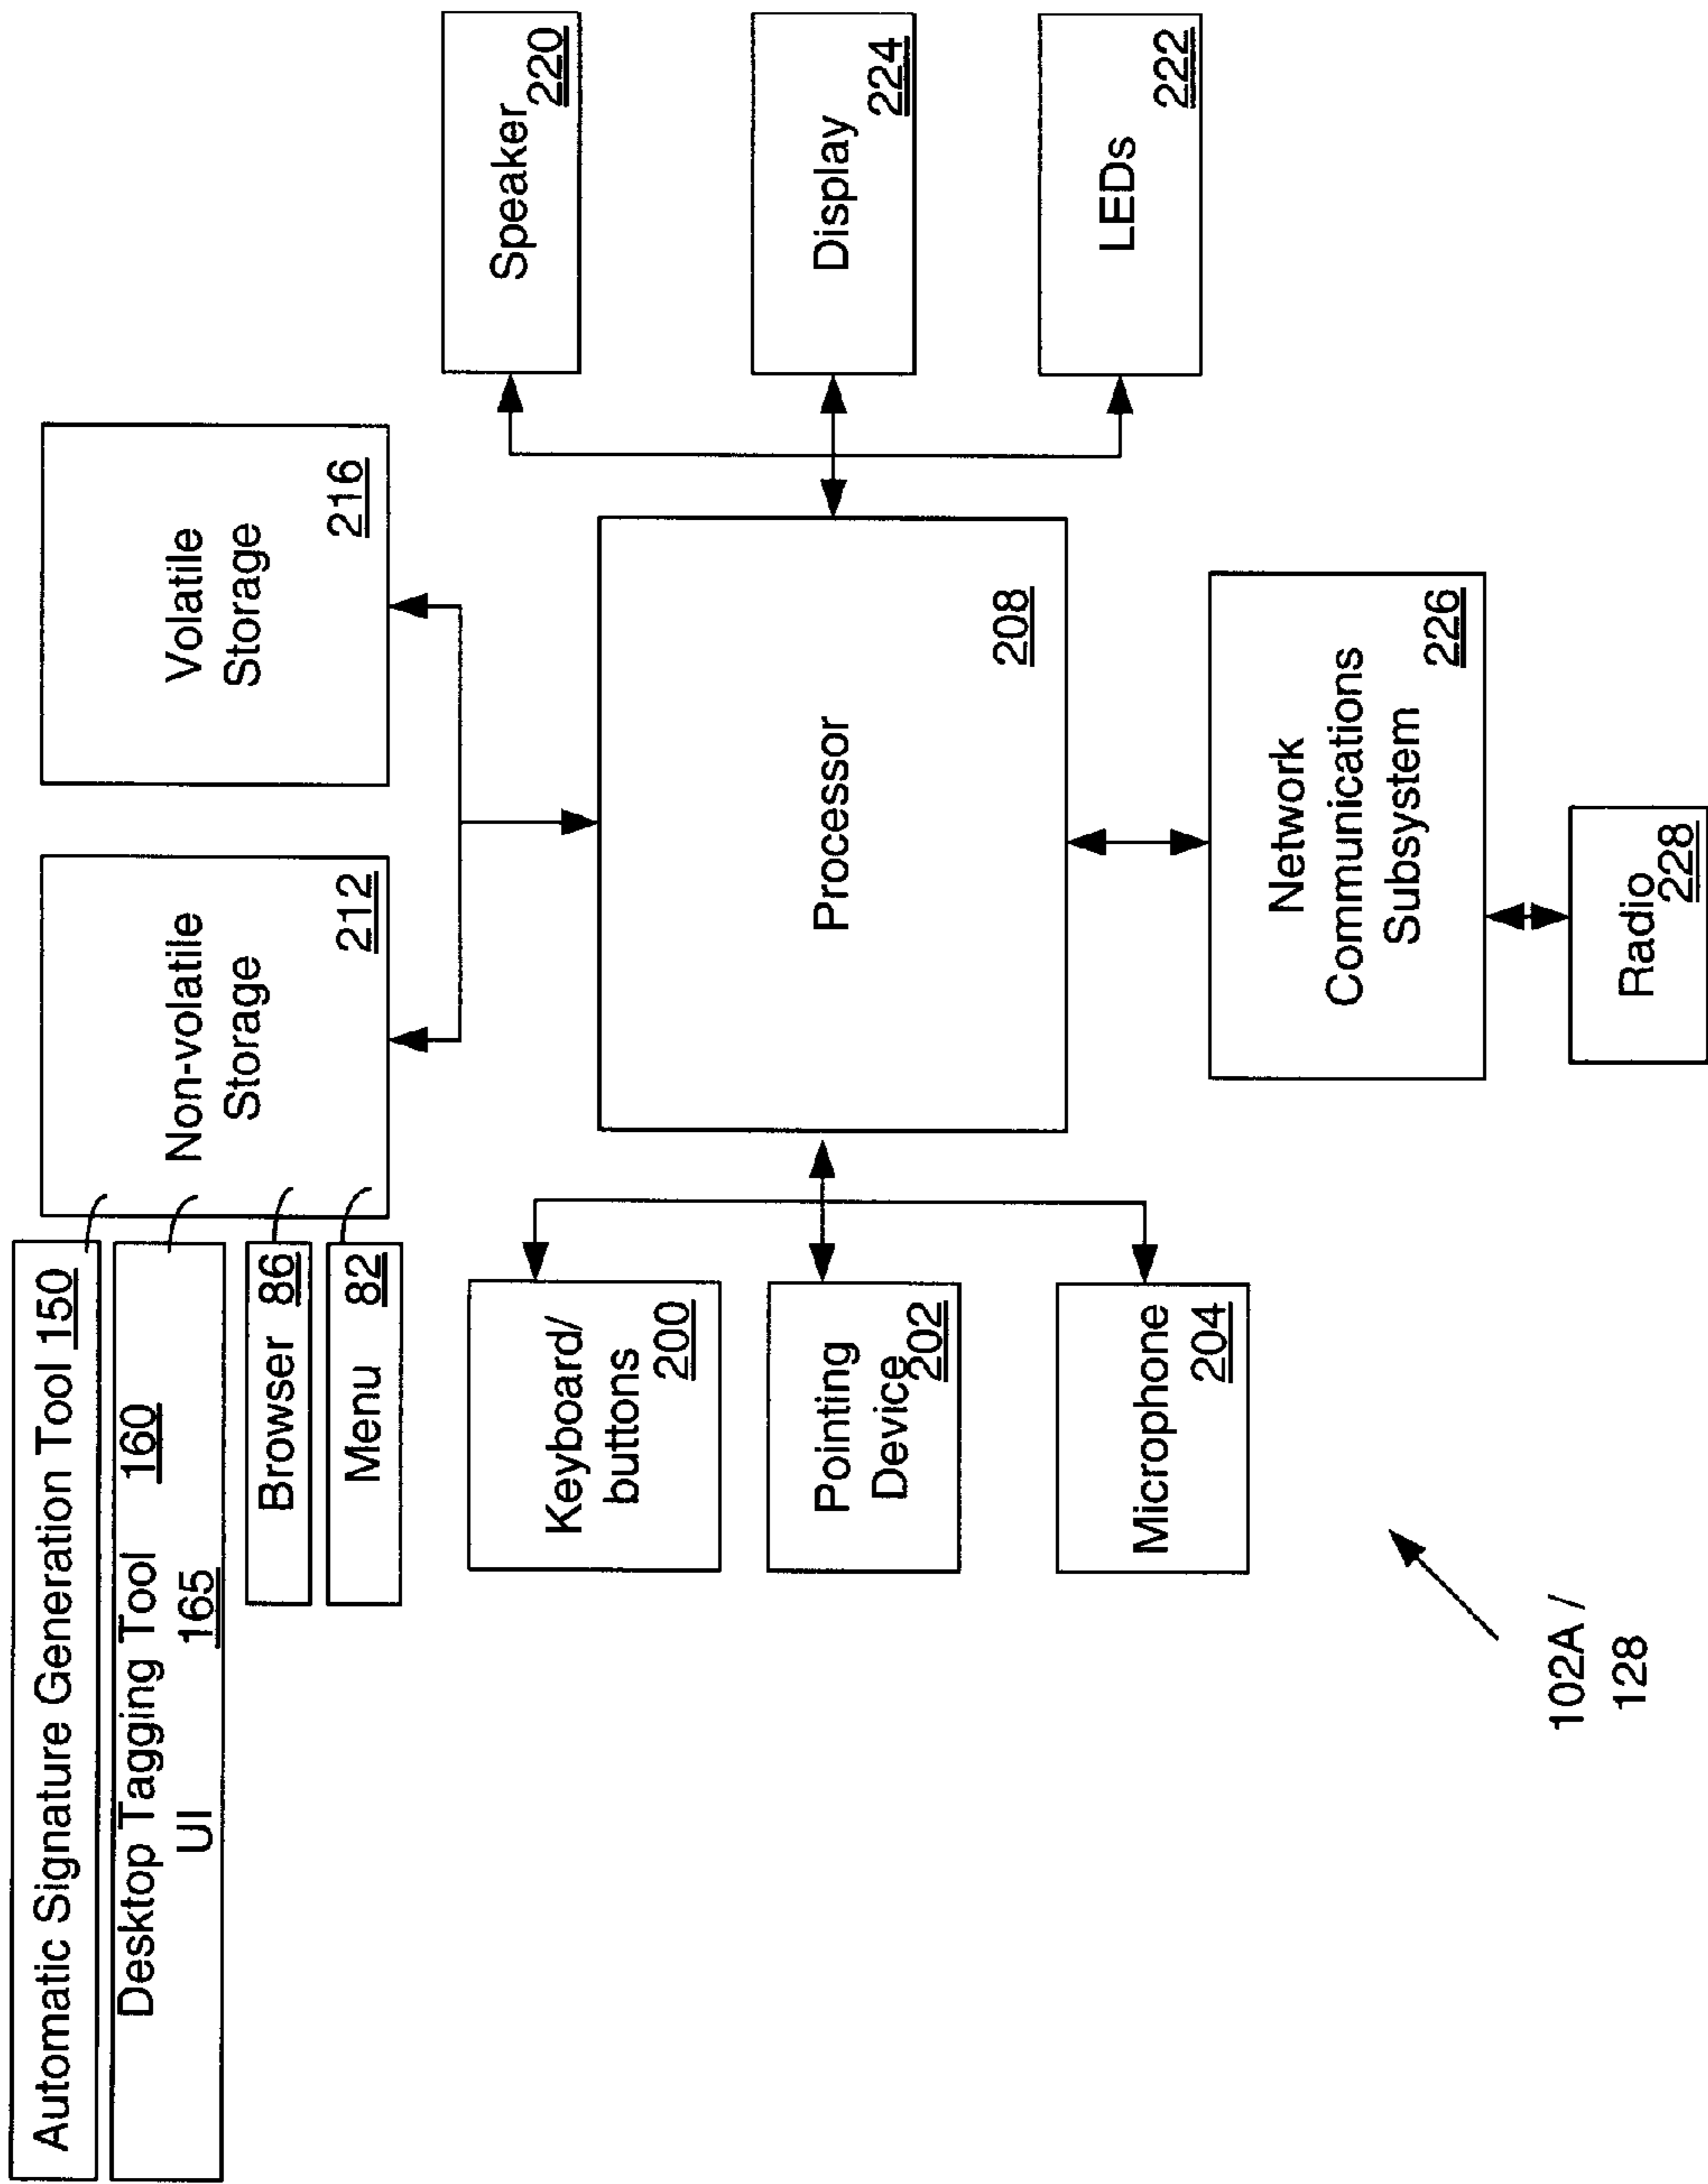 Automatic Signature Generation Tool 150
Desktop Tagging Tool 160
UI 165
Browser 86
Menu 82
Non-volatile
Storage
212
Volatile
Storage
216
Keyboard/
buttons
200
Pointing
Device
202
Microphone
204
Processor
208
Speaker
220
Display
224
LEDs
222
Network
Communications
Subsystem
226
Radio
228
102A /
128